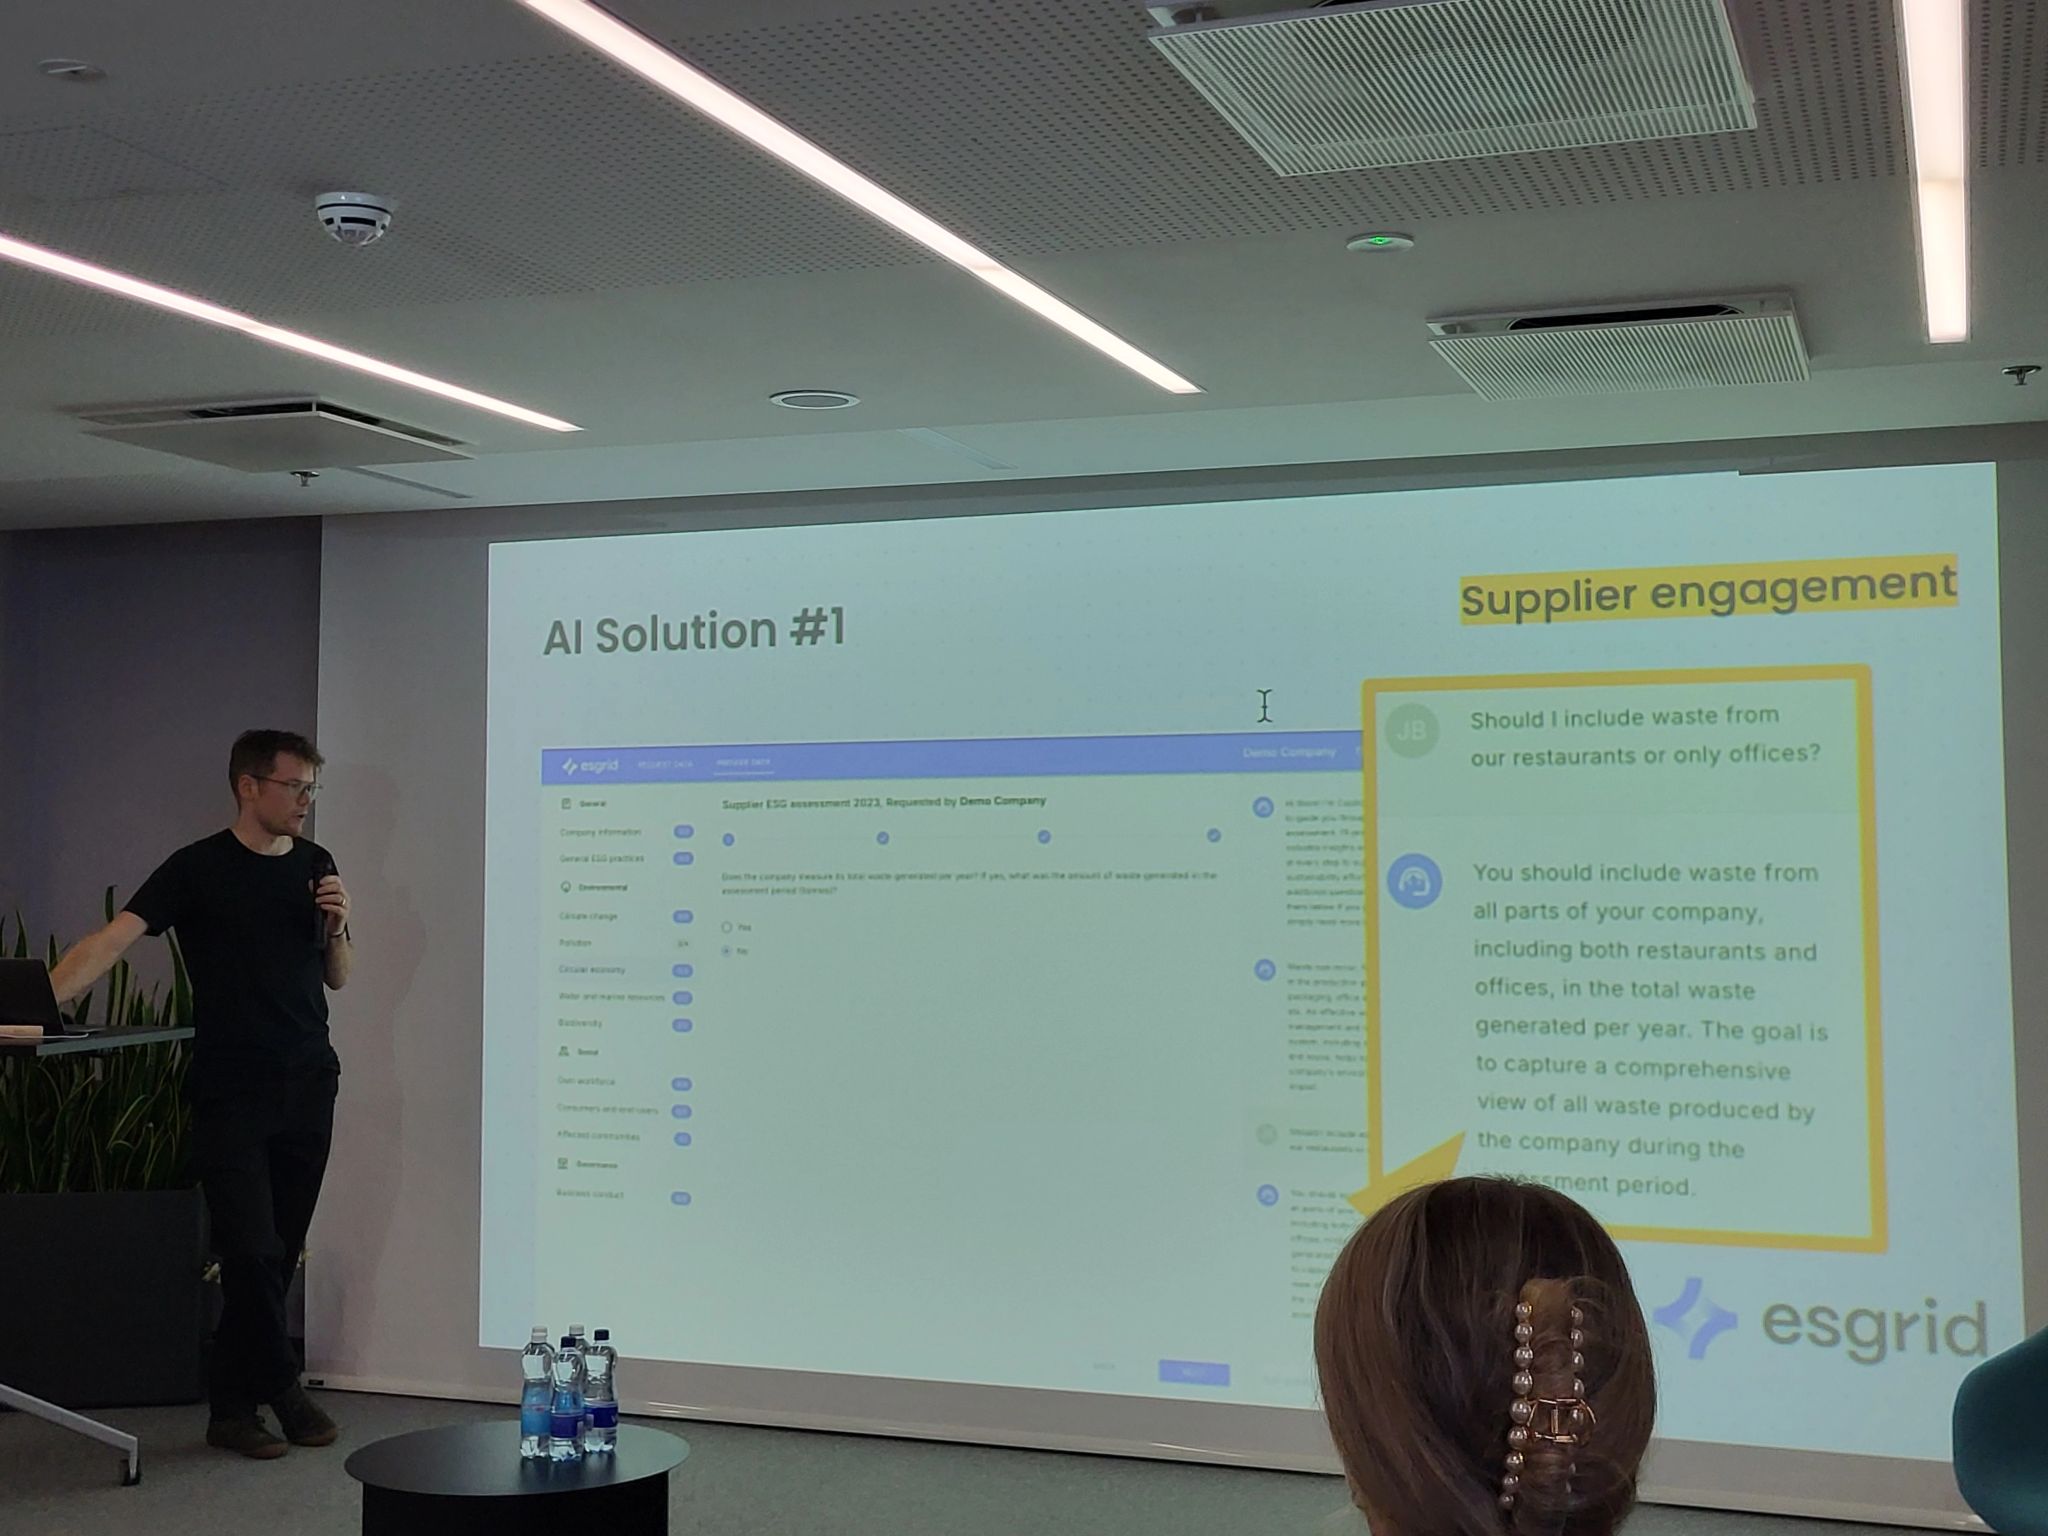 AI Solution #1
Supplier engagement
esgrid
REQUEST DATA
PROVIDE DATA
Demo Company
General
Company information
General ESG practices
Environmental
Climate change
Pollution
Circular economy
Water and marine resources
Biodiversity
Social
Own workforce
Consumers and end-users
Affected communities
Governance
Business conduct
Supplier ESG assessment 2023, Requested by Demo Company
Does the company measure its total waste generated per year? If yes, what was the amount of waste generated in the
assessment period (tonnes)?
Yes
No
JB
Should I include waste from
our restaurants or only offices?
You should include waste from
all parts of your company,
including both restaurants and
offices, in the total waste
generated per year. The goal is
to capture a comprehensive
view of all waste produced by
the company during the
essment period.
esgrid